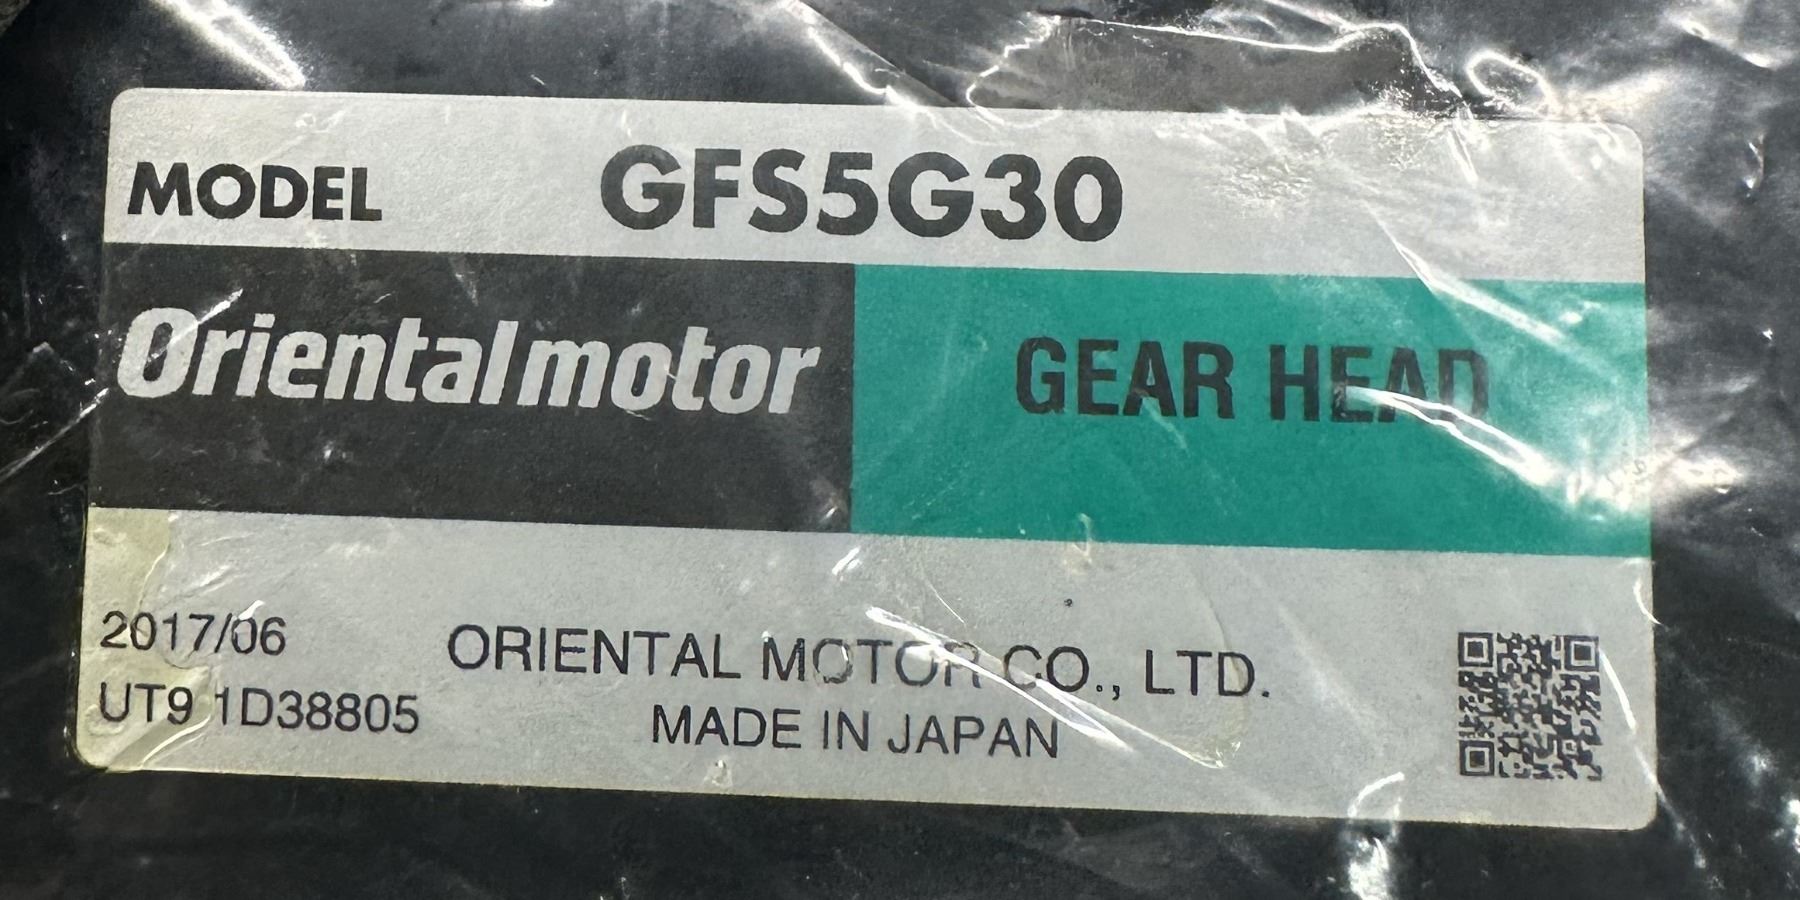 MODEL GFS5G30
Orientalmotor GEAR HEAD
2017/06
ORIENTAL MOTOR CO., LTD.
UT9 1D38805
MADE IN JAPAN